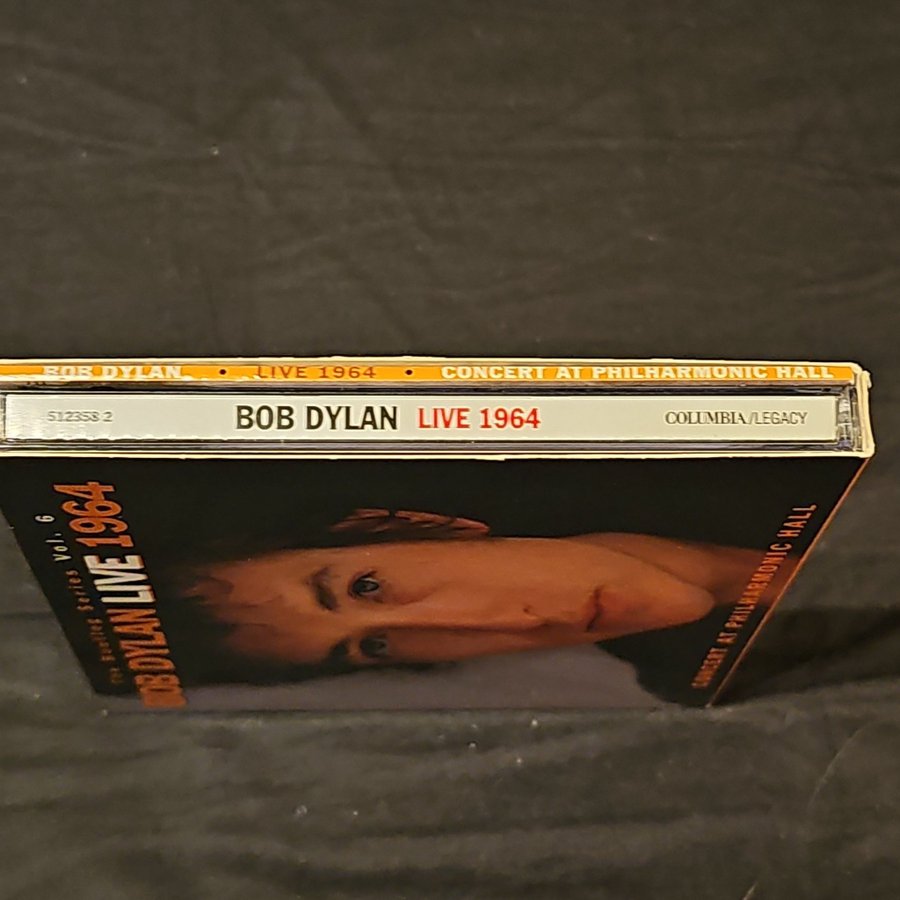 BOB DYLAN • LIVE 1964 • CONCERT AT PHILHARMONIC HALL
512358 2 BOB DYLAN LIVE 1964 COLUMBIA/LEGACY
The Bootleg Series Vol. 6
BOB DYLAN LIVE 1964
CONCERT AT PHILHARMONIC HALL